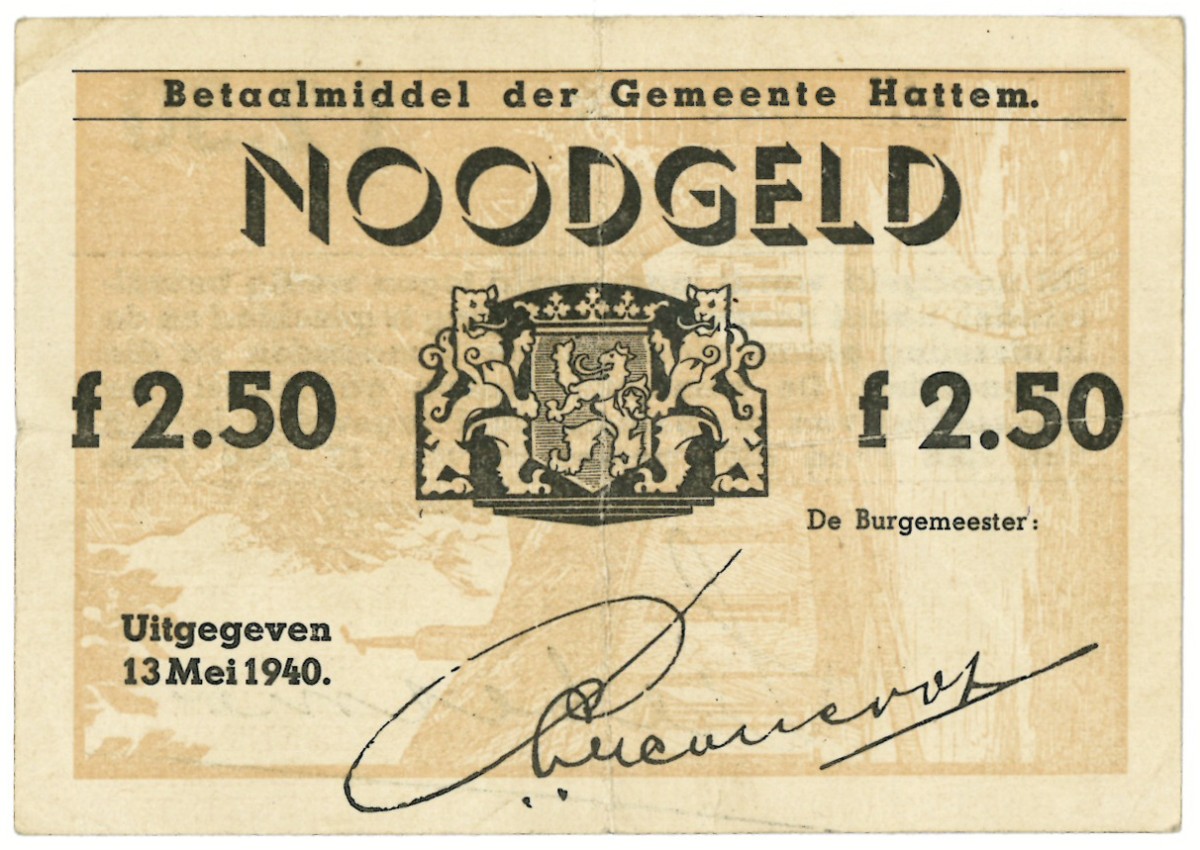 Betaalmiddel der Gemeente Hattem.
NOODGELD
f 2.50 f 2.50
De Burgemeester:
Uitgegeven
13 Mei 1940.